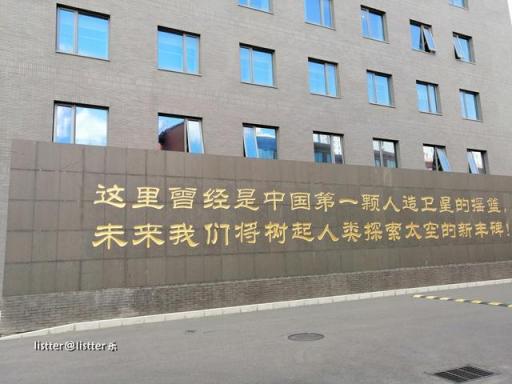 这里曾经是中国第一颗人造卫星的摇篮，
未来我们将树起人类探索太空的新丰碑！
listter@listter乐